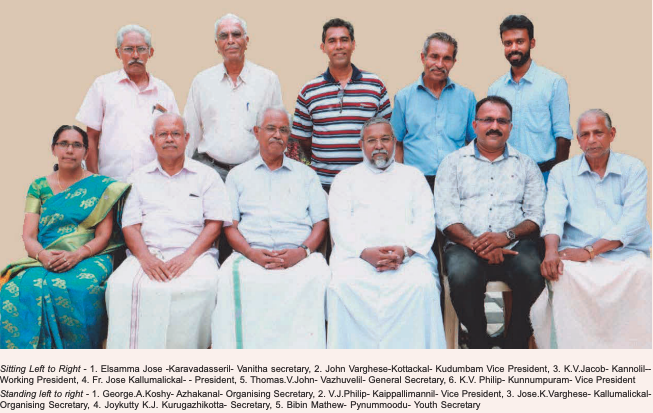 Sitting Left to Right - 1. Elsamma Jose -Karavadasseril- Vanitha secretary, 2. John Varghese-Kottackal- Kudumbam Vice President, 3. K.V.Jacob- Kannolil--
Working President, 4. Fr. Jose Kallumalickal- - President, 5. Thomas.V.John- Vazhuvelil- General Secretary, 6. K.V. Philip- Kunnumpuram- Vice President
Standing left to right - 1. George.A.Koshy- Azhakanal- Organising Secretary, 2. V.J.Philip- Kaippallimannil- Vice President, 3. Jose.K.Varghese- Kallumalickal-
Organising Secretary, 4. Joykutty K.J. Kurugazhikotta- Secretary, 5. Bibin Mathew- Pynummoodu- Youth Secretary